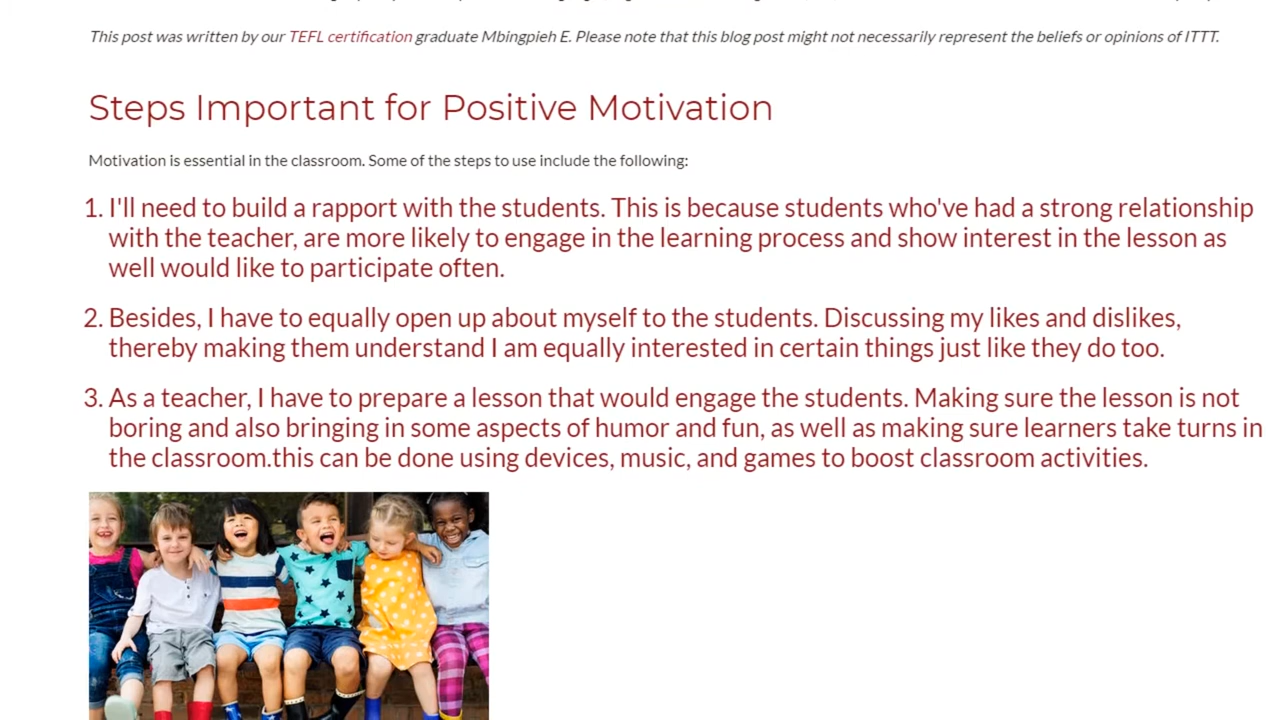 This post was written by our TEFL certification graduate Mbingpieh E. Please note that this blog post might not necessarily represent the beliefs or opinions of ITTT.
Steps Important for Positive Motivation
Motivation is essential in the classroom. Some of the steps to use include the following:
1. I'll need to build a rapport with the students. This is because students who've had a strong relationship
with the teacher, are more likely to engage in the learning process and show interest in the lesson as
well would like to participate often.
2. Besides, I have to equally open up about myself to the students. Discussing my likes and dislikes,
thereby making them understand I am equally interested in certain things just like they do too.
3. As a teacher, I have to prepare a lesson that would engage the students. Making sure the lesson is not
boring and also bringing in some aspects of humor and fun, as well as making sure learners take turns in
the classroom.this can be done using devices, music, and games to boost classroom activities.